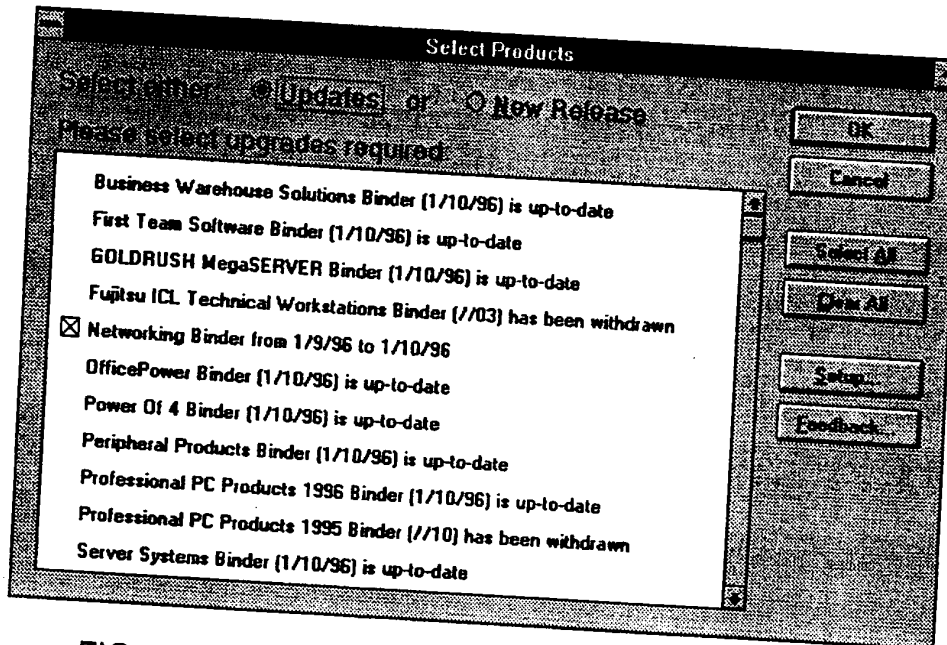 Select Products
Select either Updates or New Release
Please select upgrades required
Business Warehouse Solutions Binder (1/10/96) is up-to-date
First Team Software Binder (1/10/96) is up-to-date
GOLDRUSH MegaSERVER Binder (1/10/96) is up-to-date
Fujitsu ICL Technical Workstations Binder (//03) has been withdrawn
Networking Binder from 1/9/96 to 1/10/96
OfficePower Binder (1/10/96) is up-to-date
Power Of 4 Binder (1/10/96) is up-to-date
Peripheral Products Binder (1/10/96) is up-to-date
Professional PC Products 1996 Binder (1/10/96) is up-to-date
Professional PC Products 1995 Binder (//10) has been withdrawn
Server Systems Binder (1/10/96) is up-to-date
OK
Cancel
Select All
Clear All
Setup...
Feedback...